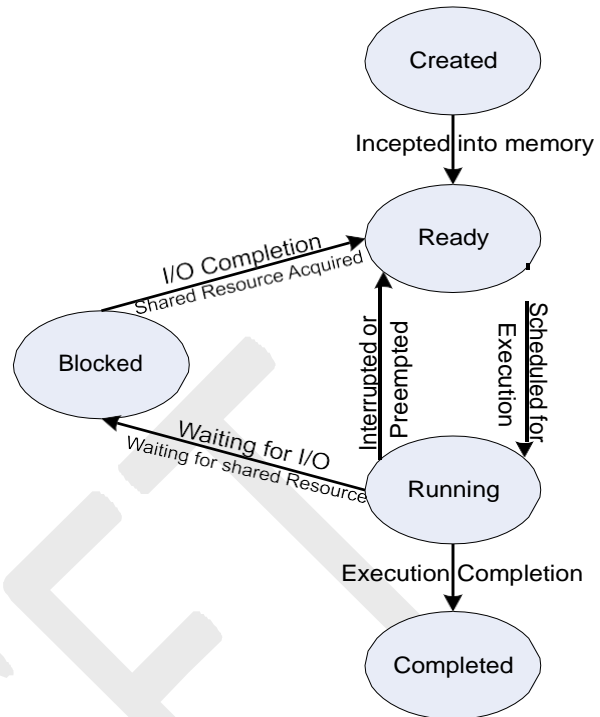 Created
Incepted into memory
Ready
I/O Completion
Shared Resource Acquired
Blocked
Interrupted or
Preempted
Scheduled for
Execution
Waiting for I/O
Waiting for shared Resource
Running
Execution Completion
Completed